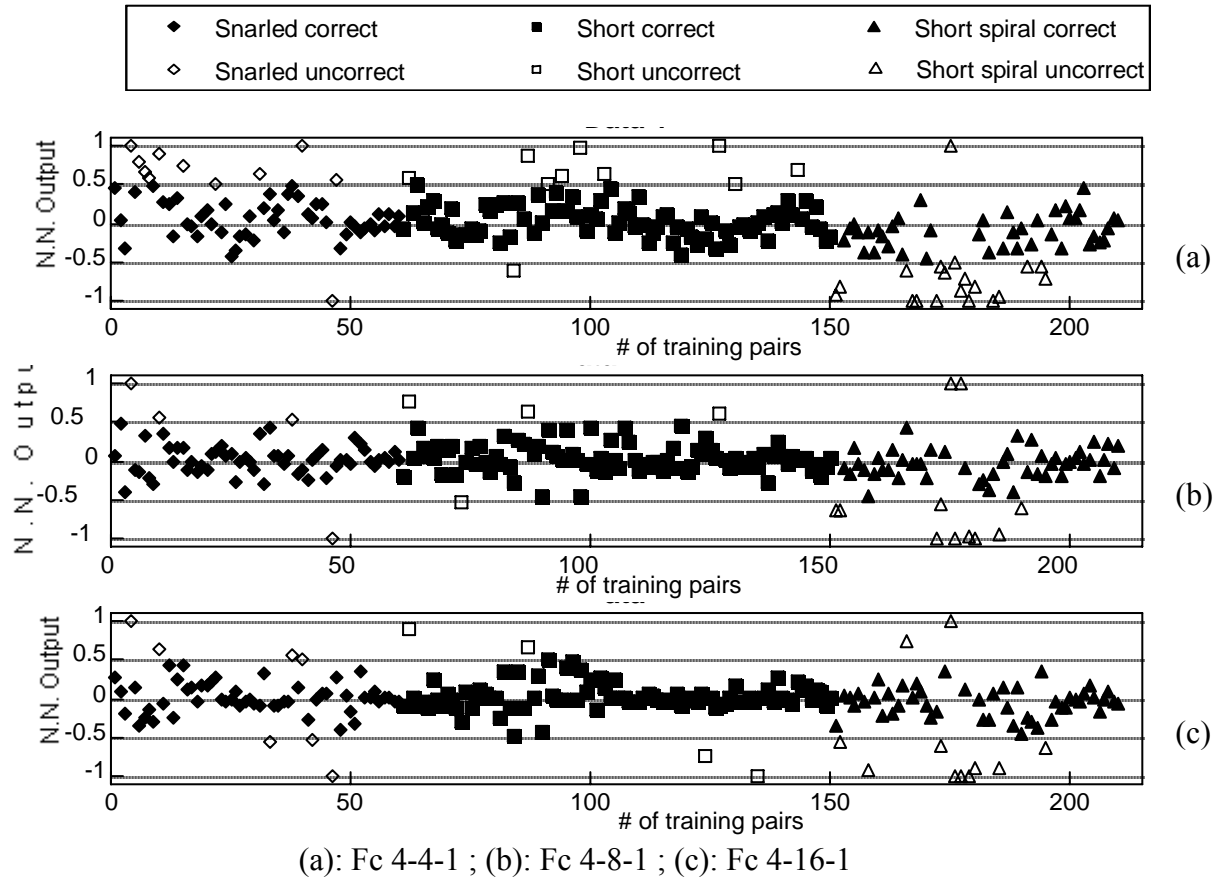 Snarled correct Short correct Short spiral correct
Snarled uncorrect Short uncorrect Short spiral uncorrect
N.N. Output
1
0.5
0
-0.5
-1
0 50 100 150 200
# of training pairs
(a)
N.N. Outpu
1
0.5
0
-0.5
-1
0 50 100 150 200
# of training pairs
(b)
N.N.Output
1
0.5
0
-0.5
-1
0 50 100 150 200
# of training pairs
(c)
(a): Fc 4-4-1 ; (b): Fc 4-8-1 ; (c): Fc 4-16-1